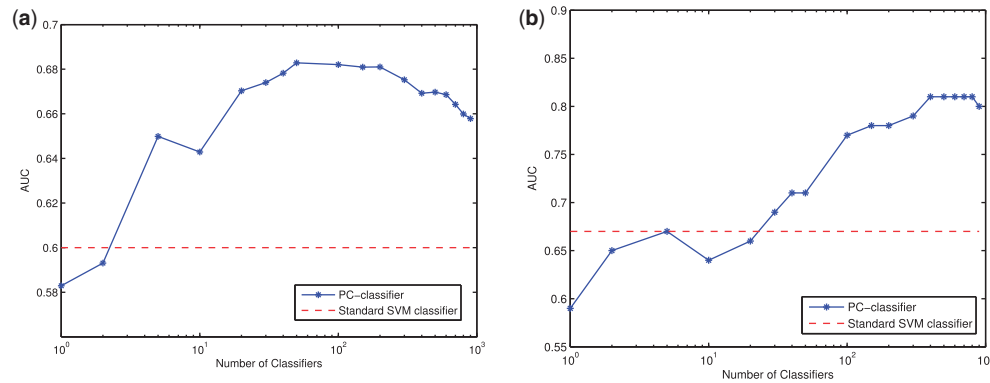 (a)
0.7
0.68
0.66
0.64
0.62
0.6
0.58
AUC
10^0
10^1
10^2
10^3
Number of Classifiers
PC-classifier
Standard SVM classifier
(b)
0.9
0.85
0.8
0.75
0.7
0.65
0.6
0.55
AUC
10^0
10^1
10^2
10
Number of Classifiers
PC-classifier
Standard SVM classifier